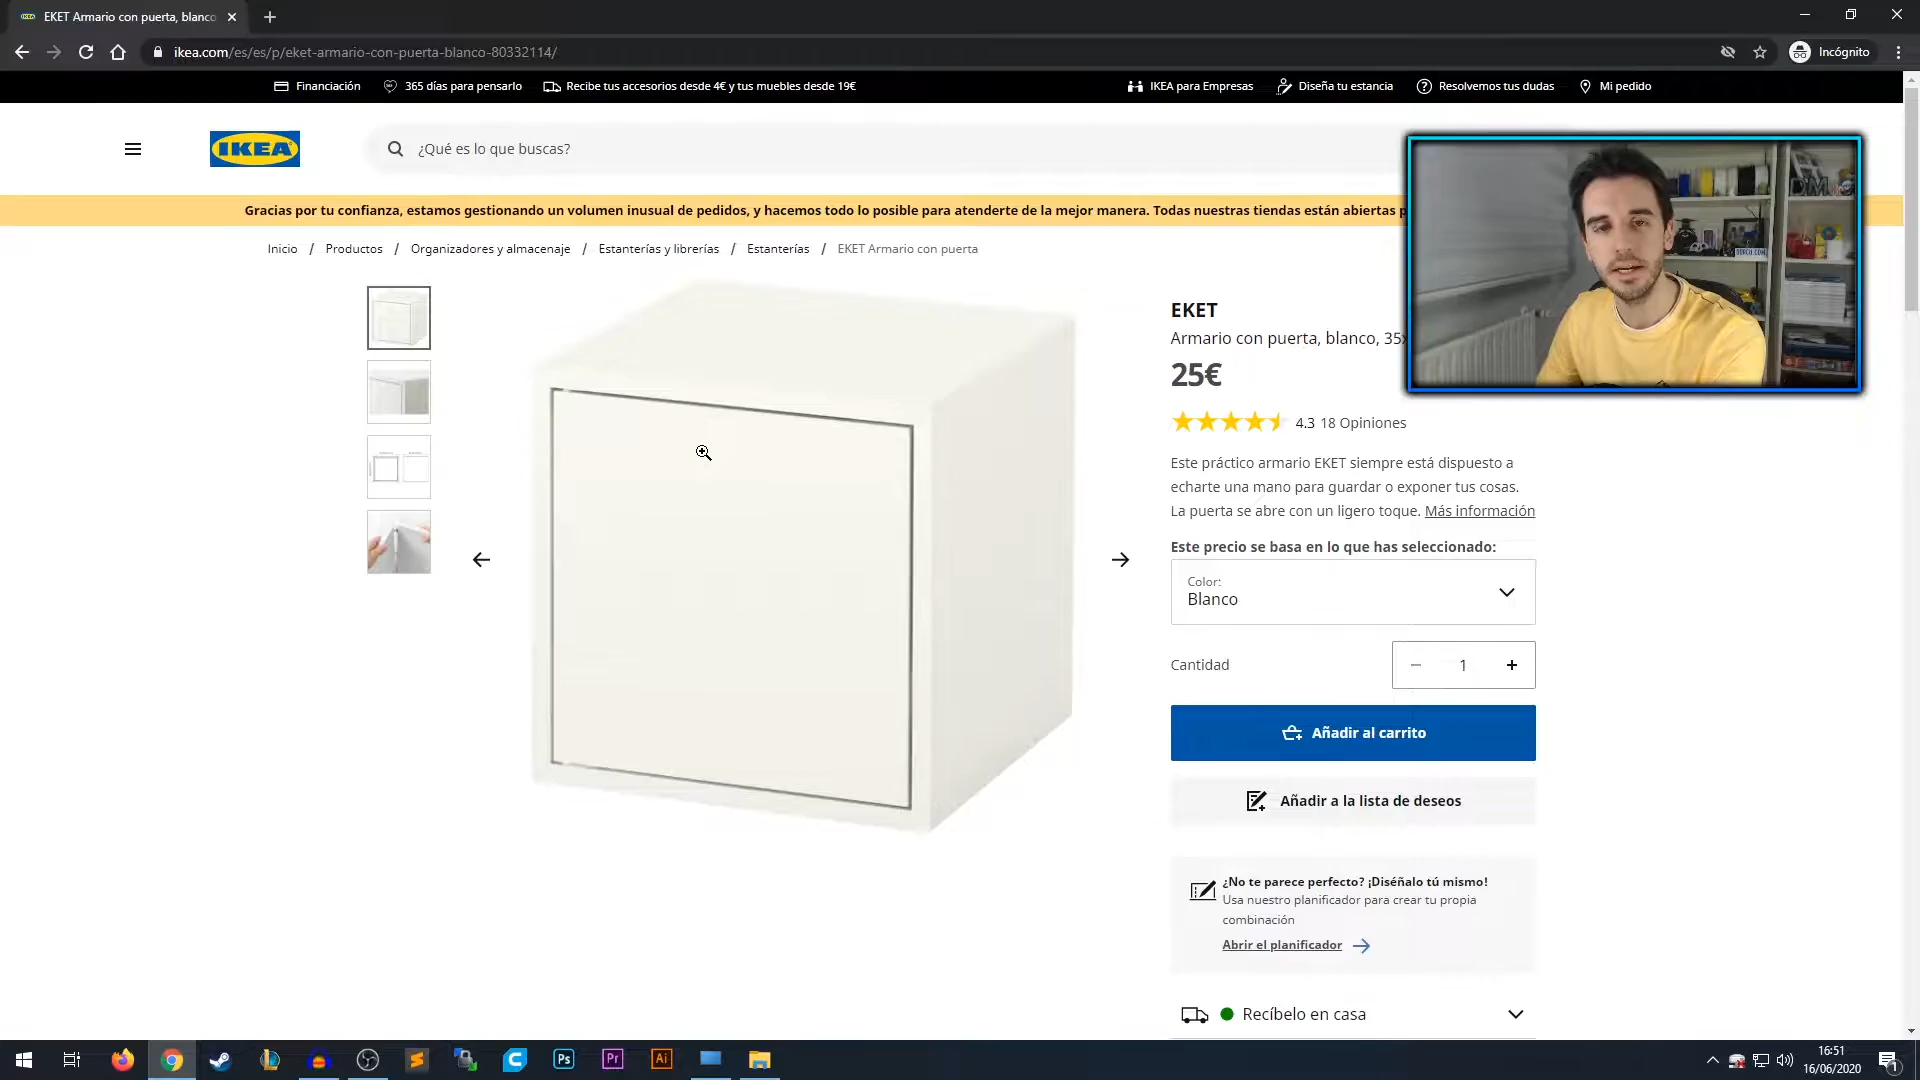 EKET Armario con puerta, blanco
ikea.com/es/es/p/eket-armario-con-puerta-blanco-80332114/
Incógnito
Financiación
365 días para pensarlo
Recibe tus accesorios desde 4€ y tus muebles desde 19€
IKEA para Empresas
Diseña tu estancia
Resolvemos tus dudas
Mi pedido
IKEA
¿Qué es lo que buscas?
Gracias por tu confianza, estamos gestionando un volumen inusual de pedidos, y hacemos todo lo posible para atenderte de la mejor manera. Todas nuestras tiendas están abiertas p
Inicio / Productos / Organizadores y almacenaje / Estanterías y librerías / Estanterías / EKET Armario con puerta
EKET
Armario con puerta, blanco, 35x
25€
4.3 18 Opiniones
Este práctico armario EKET siempre está dispuesto a
echarte una mano para guardar o exponer tus cosas.
La puerta se abre con un ligero toque. Más información
Este precio se basa en lo que has seleccionado:
Color:
Blanco
Cantidad
1
Añadir al carrito
Añadir a la lista de deseos
¿No te parece perfecto? ¡Diséñalo tú mismo!
Usa nuestro planificador para crear tu propia
combinación
Abrir el planificador
Recíbelo en casa
Ps
Pr
Ai
16:51
16/06/2020
1